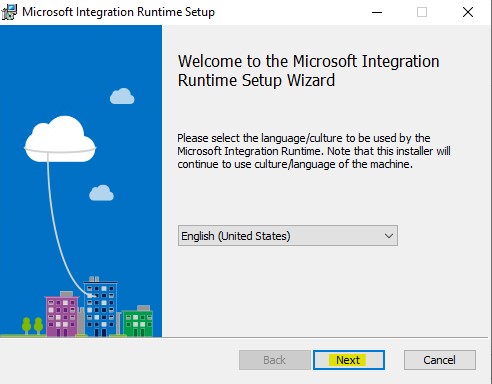 Microsoft Integration Runtime Setup
Welcome to the Microsoft Integration
Runtime Setup Wizard
Please select the language/culture to be used by the
Microsoft Integration Runtime. Note that this installer will
continue to use culture/language of the machine.
English (United States)
Back
Next
Cancel